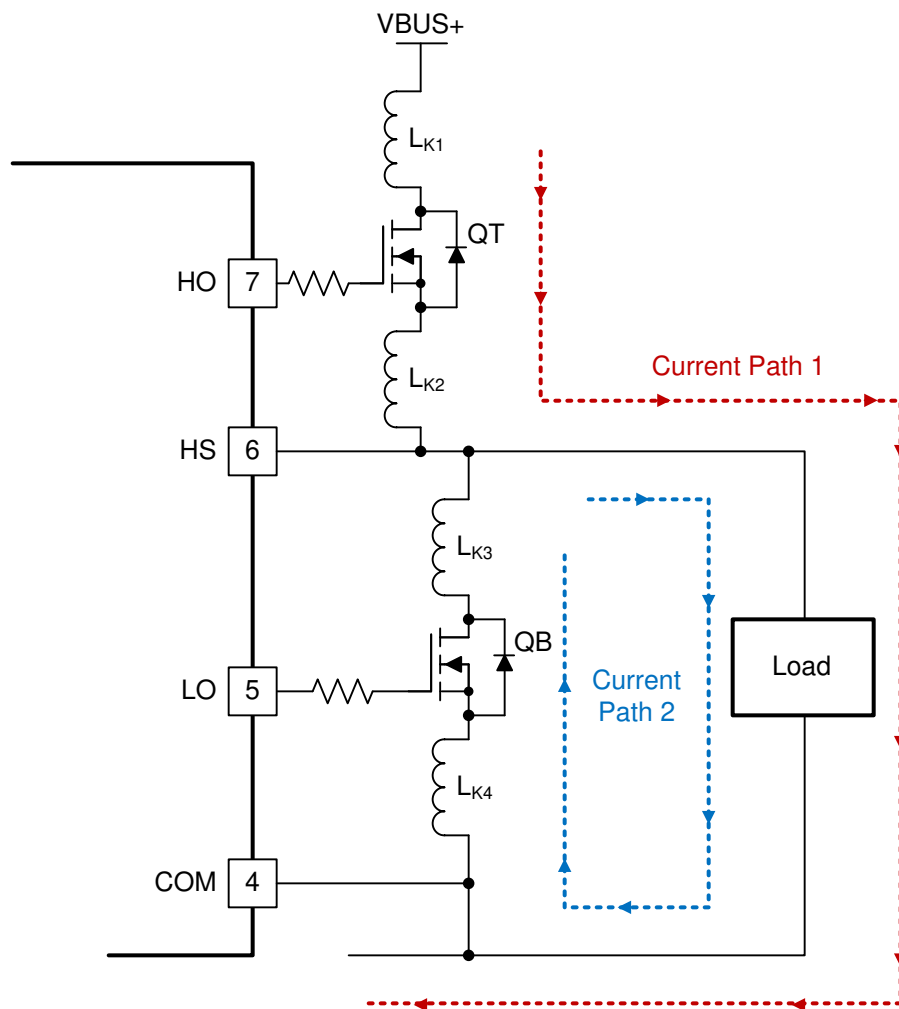 VBUS+
LK1
QT
HO 7
Current Path 1
LK2
HS 6
LK3
QB
LO 5
Load
Current
Path 2
LK4
COM 4